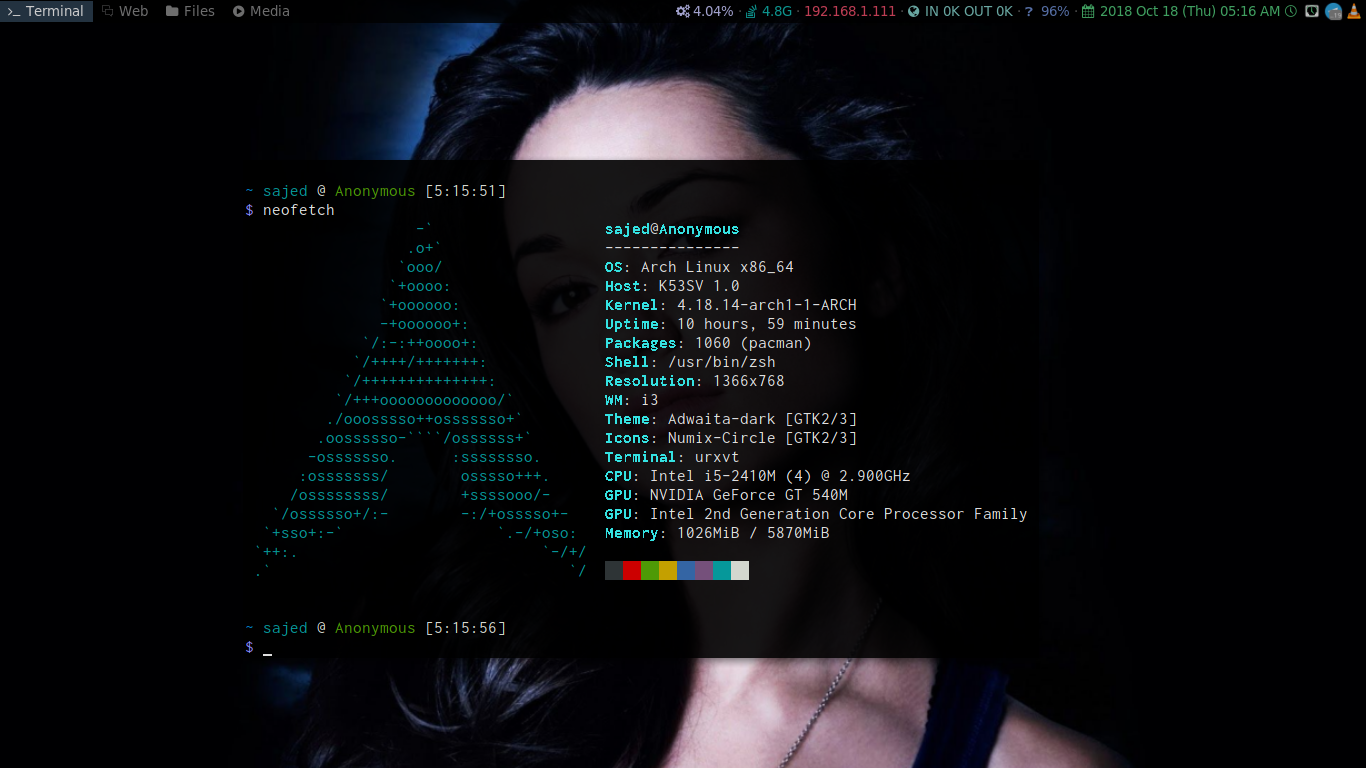 Terminal Web Files Media 4.04% · 4.8G · 192.168.1.111 · IN 0K OUT 0K · ? 96% · 2018 Oct 18 (Thu) 05:16 AM
~ sajed @ Anonymous [5:15:51]
$ neofetch
-` sajed@Anonymous
.o+` ---------------
`ooo/ OS: Arch Linux x86_64
`+oooo: Host: K53SV 1.0
`+oooooo: Kernel: 4.18.14-arch1-1-ARCH
-+oooooo+: Uptime: 10 hours, 59 minutes
`/:-:++oooo+: Packages: 1060 (pacman)
`/++++/+++++++: Shell: /usr/bin/zsh
`/++++++++++++++: Resolution: 1366x768
`/+++ooooooooooooo/` WM: i3
./ooosssso++osssssso+` Theme: Adwaita-dark [GTK2/3]
.oossssso-````/ossssss+` Icons: Numix-Circle [GTK2/3]
-osssssso. :ssssssso. Terminal: urxvt
:osssssss/ osssso+++. CPU: Intel i5-2410M (4) @ 2.900GHz
/ossssssss/ +ssssooo/- GPU: NVIDIA GeForce GT 540M
`/ossssso+/:- -:/+osssso+- GPU: Intel 2nd Generation Core Processor Family
`+sso+:-` `.-/+oso: Memory: 1026MiB / 5870MiB
`++:. `-/+/
.` `/
~ sajed @ Anonymous [5:15:56]
$ _